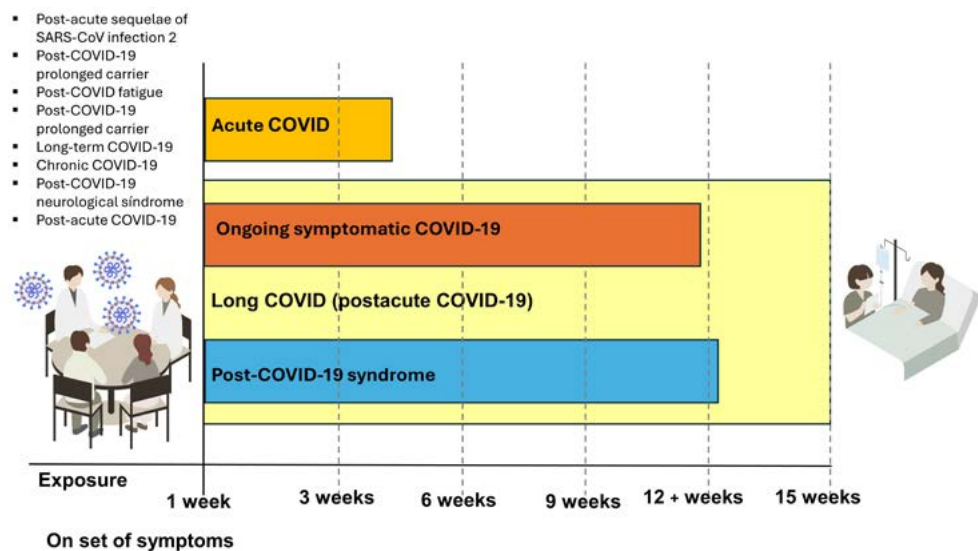 Post-acute sequelae of
SARS-CoV infection 2
Post-COVID-19
prolonged carrier
Post-COVID fatigue
Post-COVID-19
prolonged carrier
Long-term COVID-19
Chronic COVID-19
Post-COVID-19
neurological síndrome
Post-acute COVID-19
Acute COVID
Ongoing symptomatic COVID-19
Long COVID (postacute COVID-19)
Post-COVID-19 syndrome
Exposure
1 week
3 weeks
6 weeks
9 weeks
12 + weeks
15 weeks
On set of symptoms